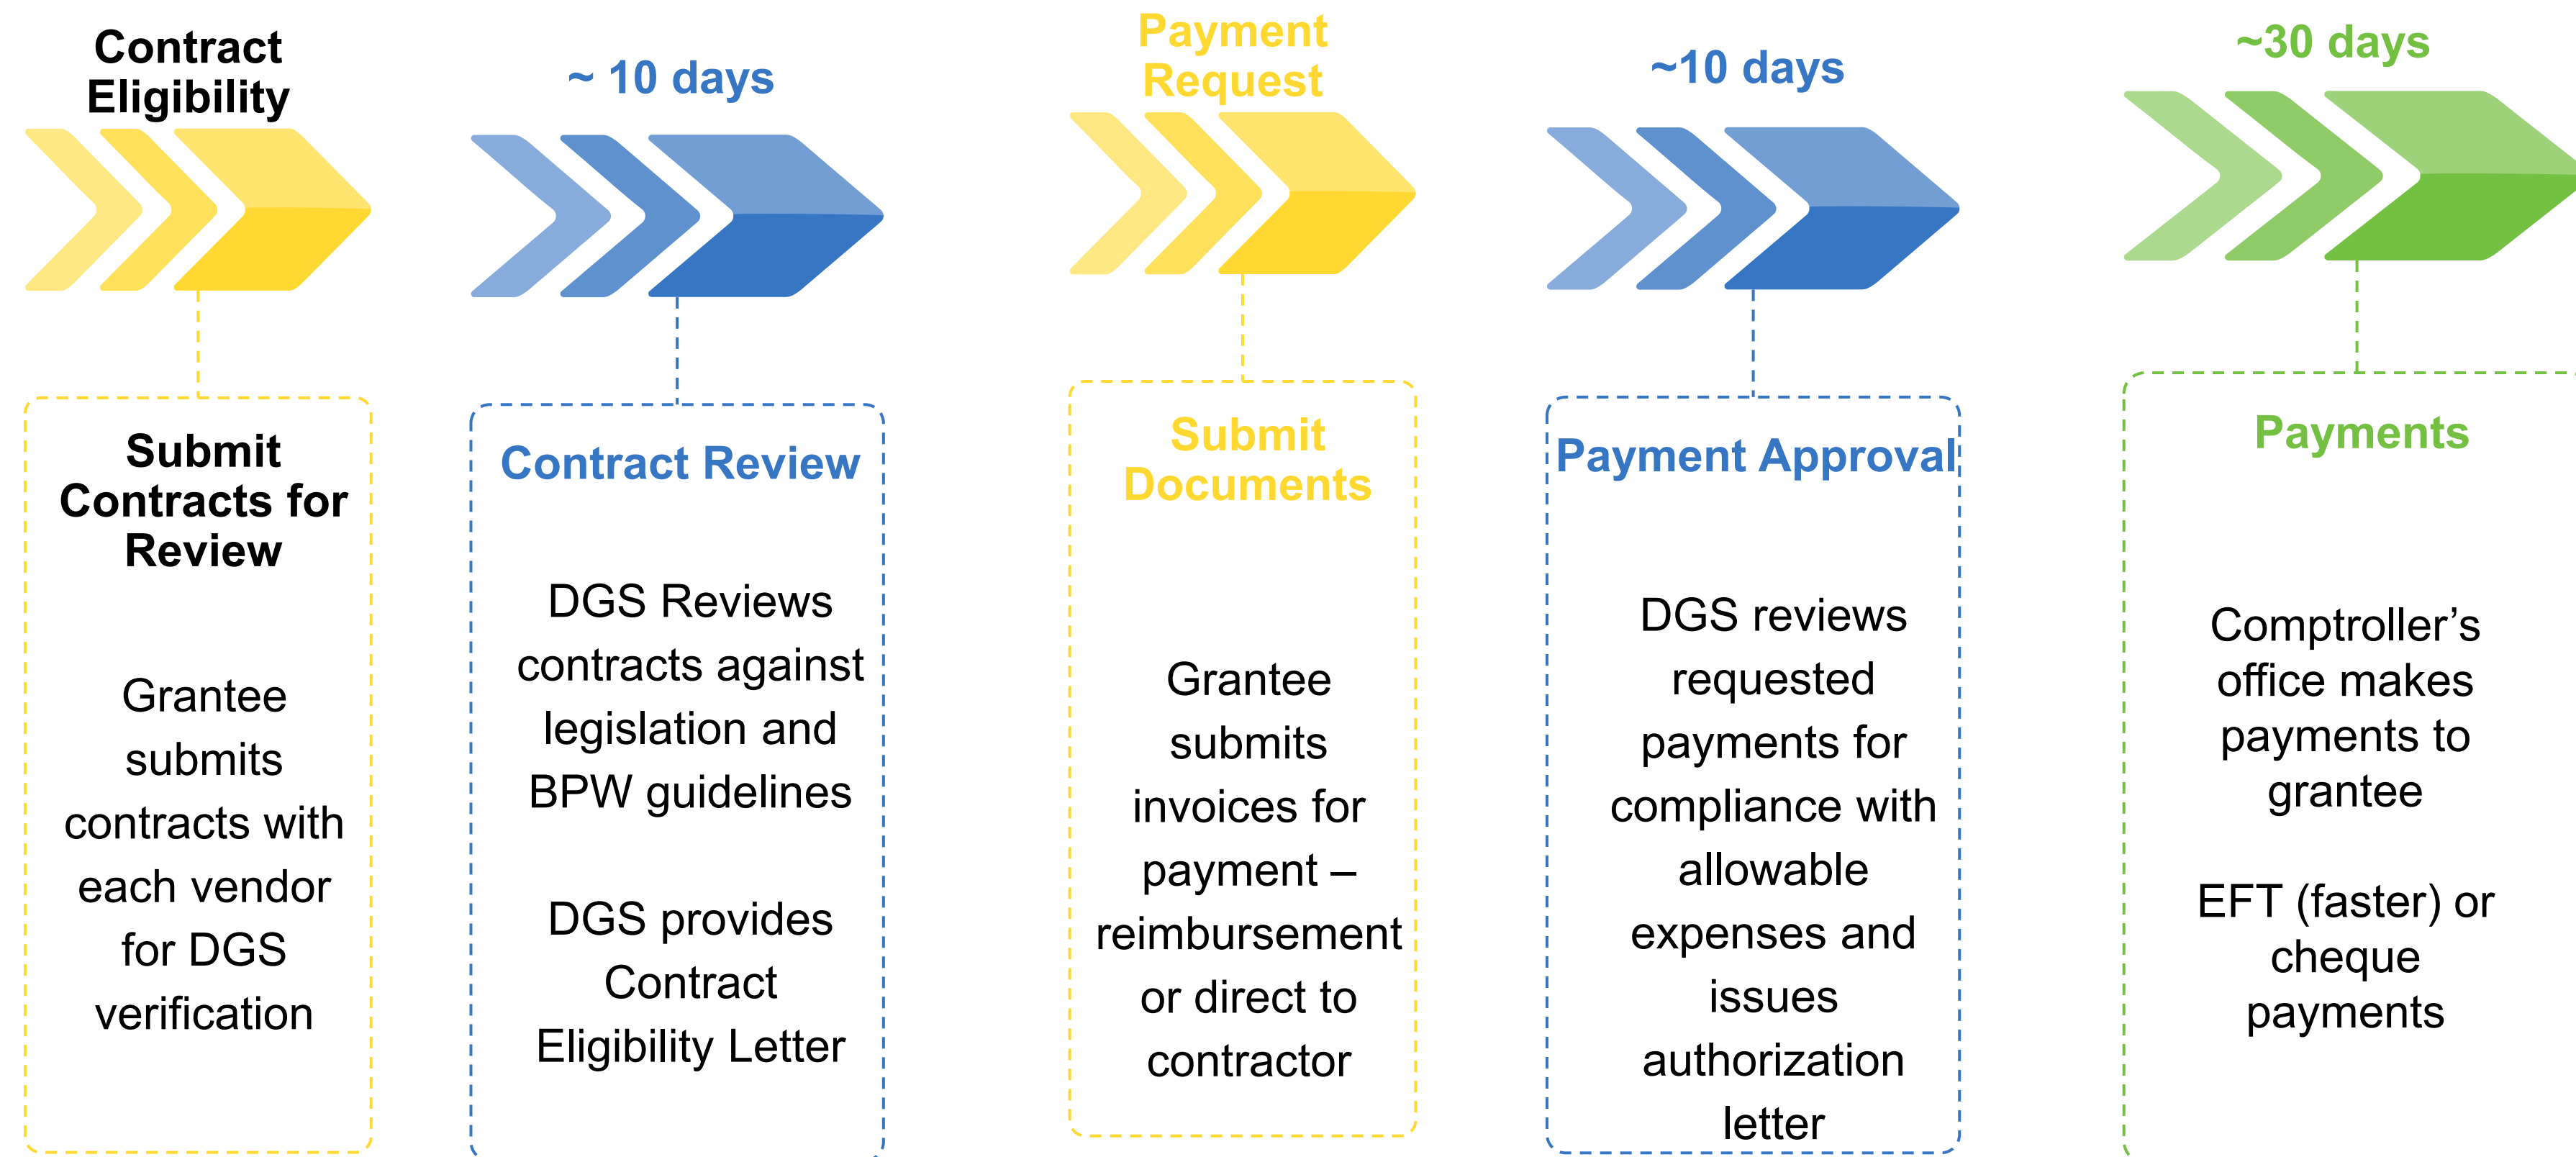 Contract
Eligibility
Submit
Contracts for
Review
Grantee
submits
contracts with
each vendor
for DGS
verification
~ 10 days
Contract Review
DGS Reviews
contracts against
legislation and
BPW guidelines
DGS provides
Contract
Eligibility Letter
Payment
Request
Submit
Documents
Grantee
submits
invoices for
payment –
reimbursement
or direct to
contractor
~10 days
Payment Approval
DGS reviews
requested
payments for
compliance with
allowable
expenses and
issues
authorization
letter
~30 days
Payments
Comptroller’s
office makes
payments to
grantee
EFT (faster) or
cheque
payments